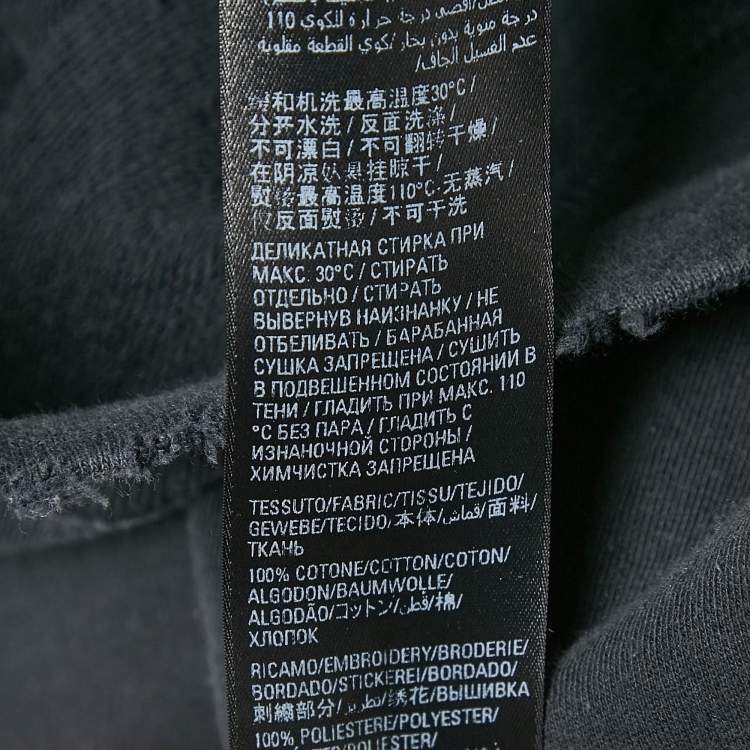 درجة مئوية بدون بخار/كوي القطعة مقلوبة
عدم الغسيل الجاف/
缓和机洗最高温度30°C/
分开水洗/反面洗涤/
不可漂白/不可翻转干燥/
在阴凉处悬挂晾干/
熨烫最高温度110°C-无蒸汽/
反面熨烫/不可干洗
ДЕЛИКАТНАЯ СТИРКА ПРИ
МАКС. 30°C / СТИРАТЬ
ОТДЕЛЬНО / СТИРАТЬ
ВЫВЕРНУВ НАИЗНАНКУ / НЕ
ОТБЕЛИВАТЬ / БАРАБАННАЯ
СУШКА ЗАПРЕЩЕНА / СУШИТЬ
В ПОДВЕШЕННОМ СОСТОЯНИИ В
ТЕНИ / ГЛАДИТЬ ПРИ МАКС. 110
°C БЕЗ ПАРА / ГЛАДИТЬ С
ИЗНАНОЧНОЙ СТОРОНЫ /
ХИМЧИСТКА ЗАПРЕЩЕНА
TESSUTO/FABRIC/TISSU/TEJIDO/
GEWEBE/TECIDO/本体/قماش/面料/
ТКАНЬ
100% COTONE/COTTON/COTON/
ALGODON/BAUMWOLLE/
ALGODÃO/コットン/قطن/棉/
ХЛОПОК
RICAMO/EMBROIDERY/BRODERIE/
BORDADO/STICKEREI/BORDADO/
刺繍部分/تطريز/绣花/ВЫШИВКА
100% POLIESTERE/POLYESTER/
POLYESTER/